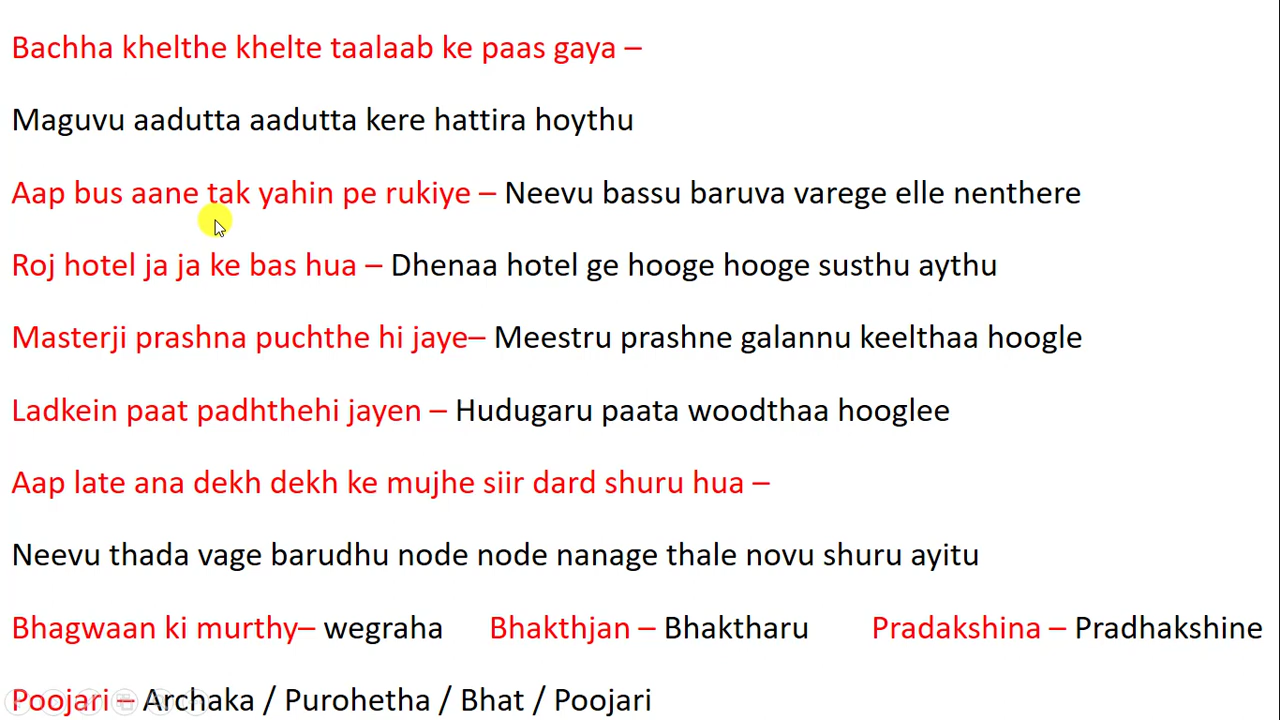 Bachha khelthe khelte taalaab ke paas gaya –
Maguvu aadutta aadutta kere hattira hoythu
Aap bus aane tak yahin pe rukiye – Neevu bassu baruva varege elle nenthere
Roj hotel ja ja ke bas hua – Dhenaa hotel ge hooge hooge susthu aythu
Masterji prashna puchthe hi jaye– Meestru prashne galannu keelthaa hoogle
Ladkein paat padhthehi jayen – Hudugaru paata woodthaa hooglee
Aap late ana dekh dekh ke mujhe siir dard shuru hua –
Neevu thada vage barudhu node node nanage thale novu shuru ayitu
Bhagwaan ki murthy– wegraha Bhakthjan – Bhaktharu Pradakshina – Pradhakshine
Poojari – Archaka / Purohetha / Bhat / Poojari